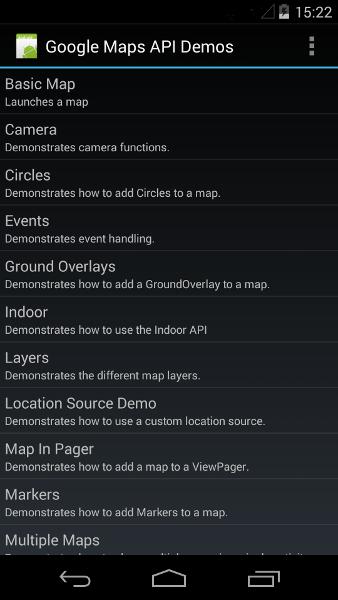 15:22
Google Maps API Demos
Basic Map
Launches a map
Camera
Demonstrates camera functions.
Circles
Demonstrates how to add Circles to a map.
Events
Demonstrates event handling.
Ground Overlays
Demonstrates how to add a GroundOverlay to a map.
Indoor
Demonstrates how to use the Indoor API
Layers
Demonstrates the different map layers.
Location Source Demo
Demonstrates how to use a custom location source.
Map In Pager
Demonstrates how to add a map to a ViewPager.
Markers
Demonstrates how to add Markers to a map.
Multiple Maps